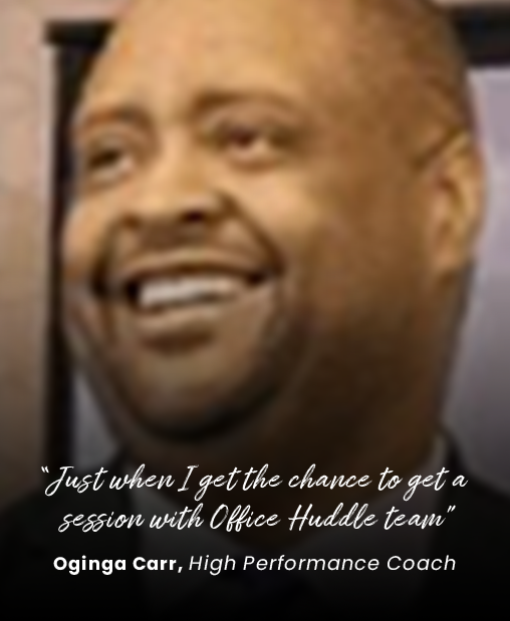 “Just when I get the chance to get a
session with Office Huddle team”
Oginga Carr, High Performance Coach